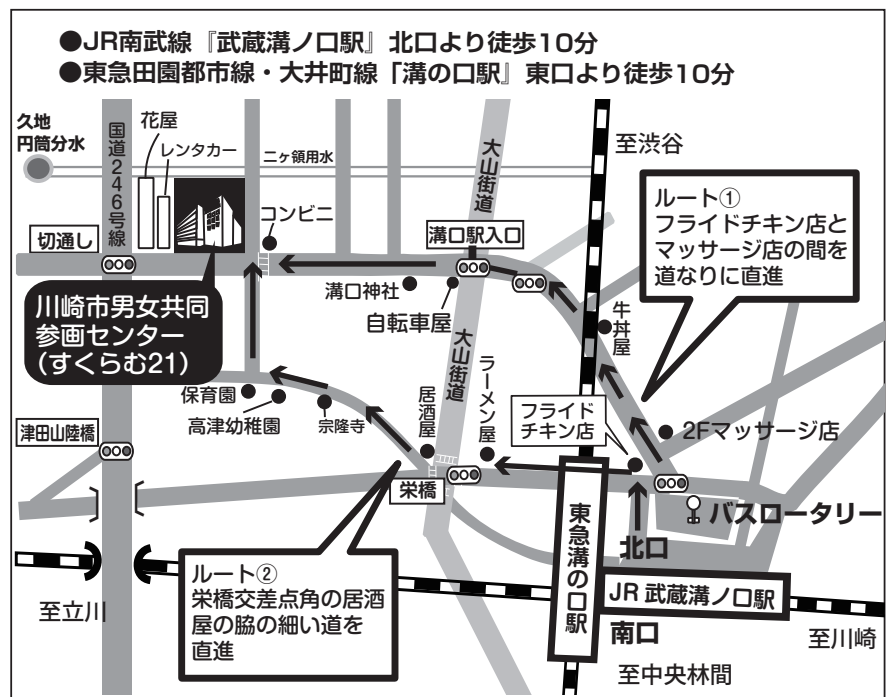 ●JR南武線『武蔵溝ノ口駅』北口より徒歩10分
●東急田園都市線・大井町線「溝の口駅」東口より徒歩10分
久地
円筒分水
国道246号線
花屋
レンタカー
ニヶ領用水
大山街道
至渋谷
ルート①
フライドチキン店と
マッサージ店の間を
道なりに直進
コンビニ
切通し
溝口駅入口
溝口神社
自転車屋
牛丼屋
川崎市男女共同
参画センター
(すくらむ21)
大山街道
保育園
高津幼稚園
宗隆寺
居酒屋
ラーメン屋
フライド
チキン店
2Fマッサージ店
津田山陸橋
栄橋
バスロータリー
北口
東急溝の口駅
ルート②
栄橋交差点角の居酒
屋の脇の細い道を
直進
JR 武蔵溝ノ口駅
至立川
南口
至川崎
至中央林間